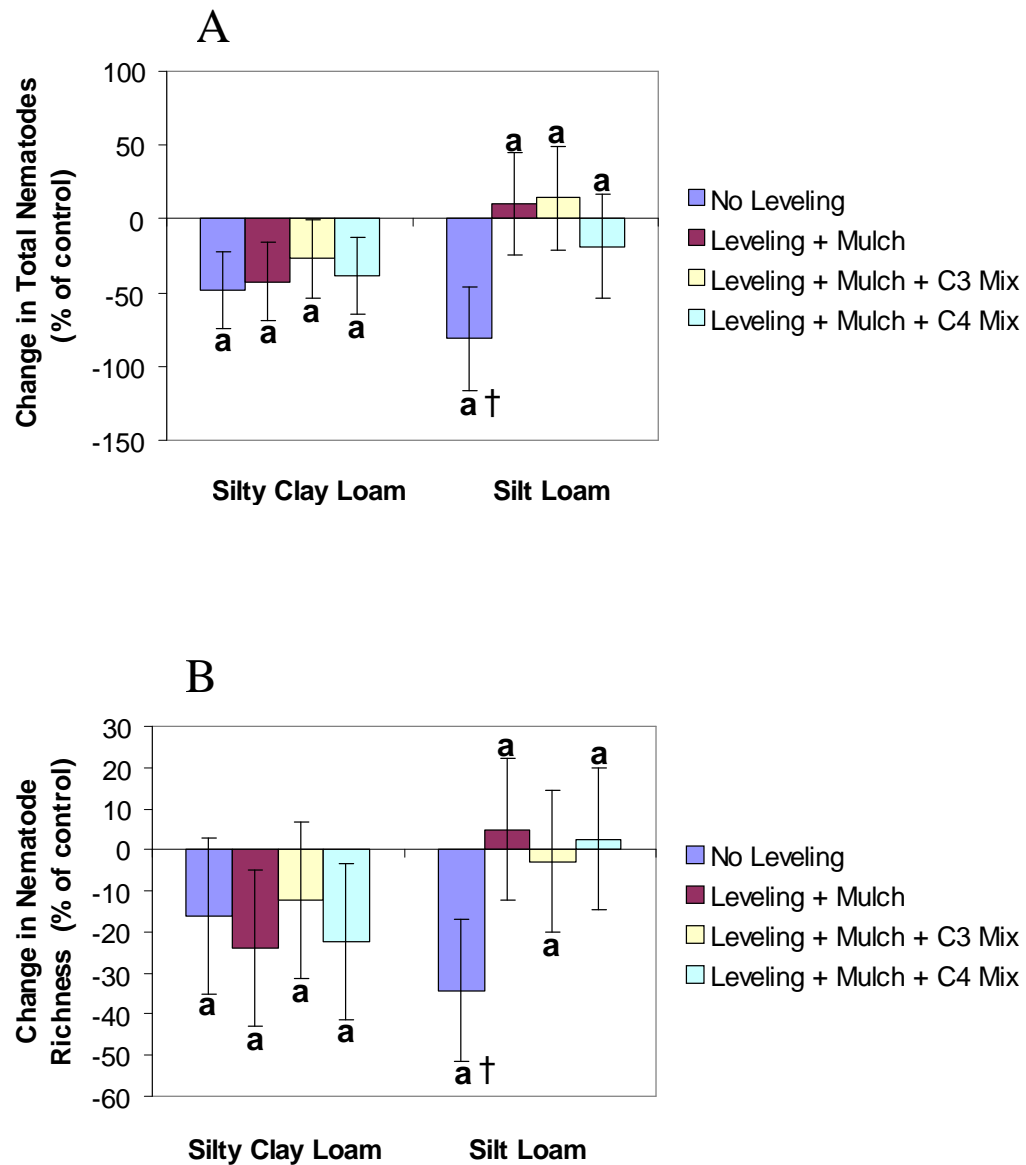 A
Change in Total Nematodes
(% of control)
100
50
0
-50
-100
-150
a
a
a
a
a †
a
a
a
Silty Clay Loam
Silt Loam
No Leveling
Leveling + Mulch
Leveling + Mulch + C3 Mix
Leveling + Mulch + C4 Mix
B
Change in Nematode
Richness (% of control)
30
20
10
0
-10
-20
-30
-40
-50
-60
a
a
a
a
a †
a
a
a
Silty Clay Loam
Silt Loam
No Leveling
Leveling + Mulch
Leveling + Mulch + C3 Mix
Leveling + Mulch + C4 Mix